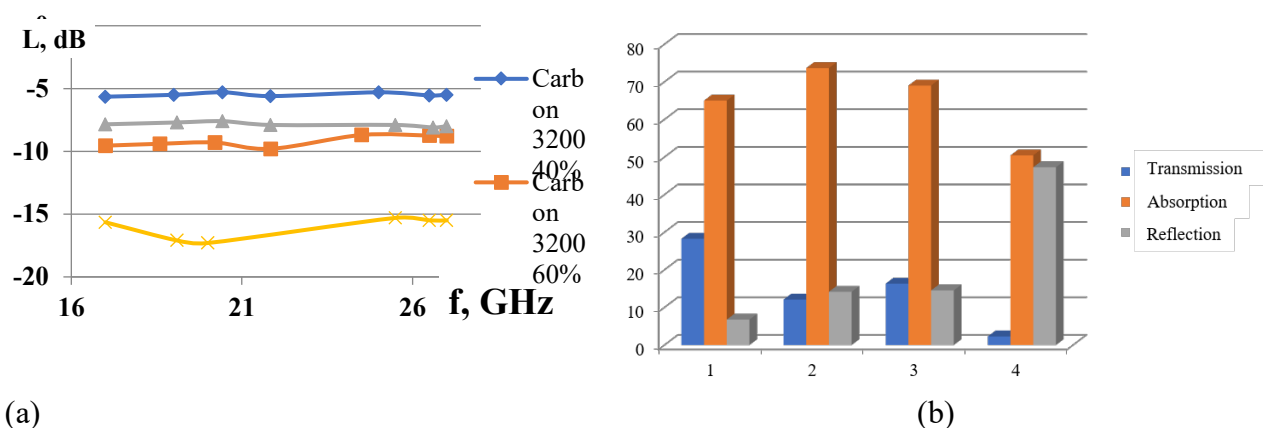 L, dB
-5
-10
-15
-20
16
21
26
f, GHz
Carb
on
3200
40%
Carb
on
3200
60%
(a)
80
70
60
50
40
30
20
10
0
1
2
3
4
Transmission
Absorption
Reflection
(b)